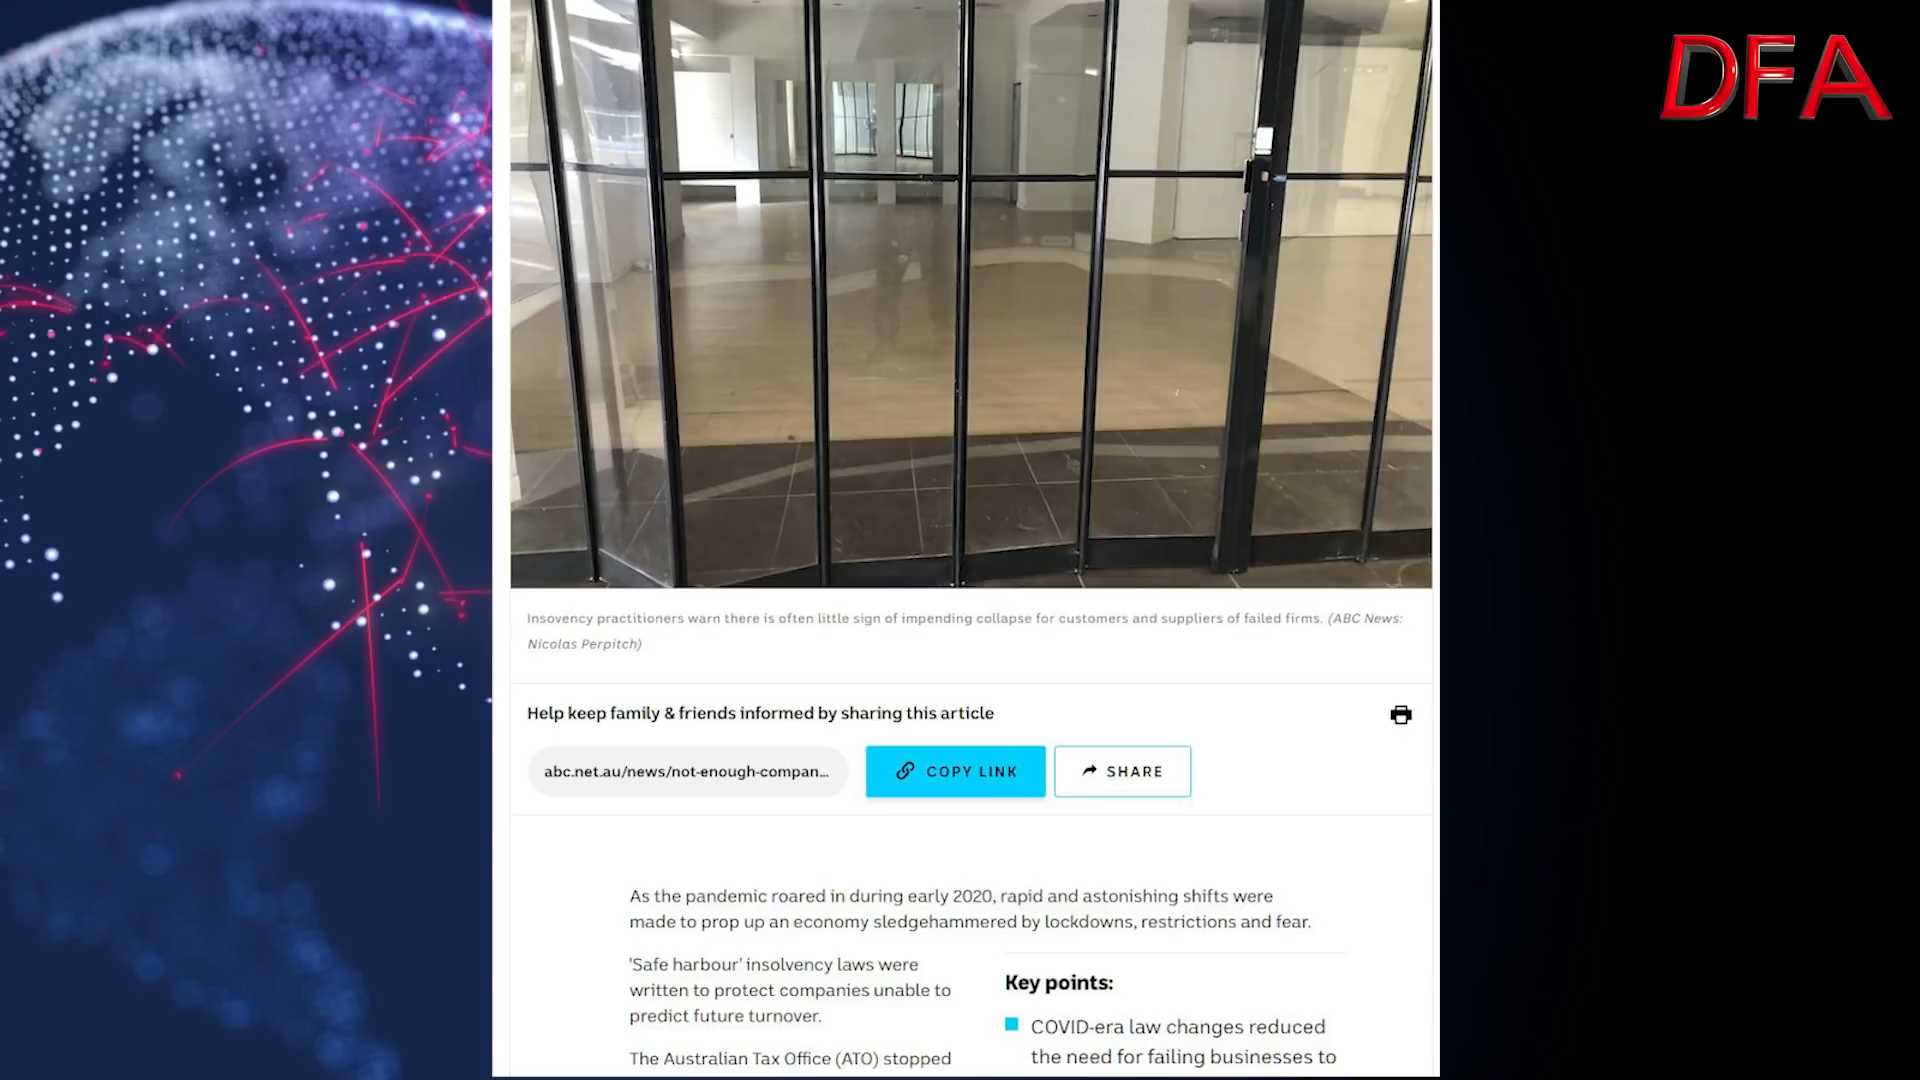 DFA
Insovency practitioners warn there is often little sign of impending collapse for customers and suppliers of failed firms. (ABC News:
Nicolas Perpitch)
Help keep family & friends informed by sharing this article
abc.net.au/news/not-enough-compan...
COPY LINK
SHARE
As the pandemic roared in during early 2020, rapid and astonishing shifts were
made to prop up an economy sledgehammered by lockdowns, restrictions and fear.
'Safe harbour' insolvency laws were
written to protect companies unable to
predict future turnover.
The Australian Tax Office (ATO) stopped
Key points:
COVID-era law changes reduced
the need for failing businesses to